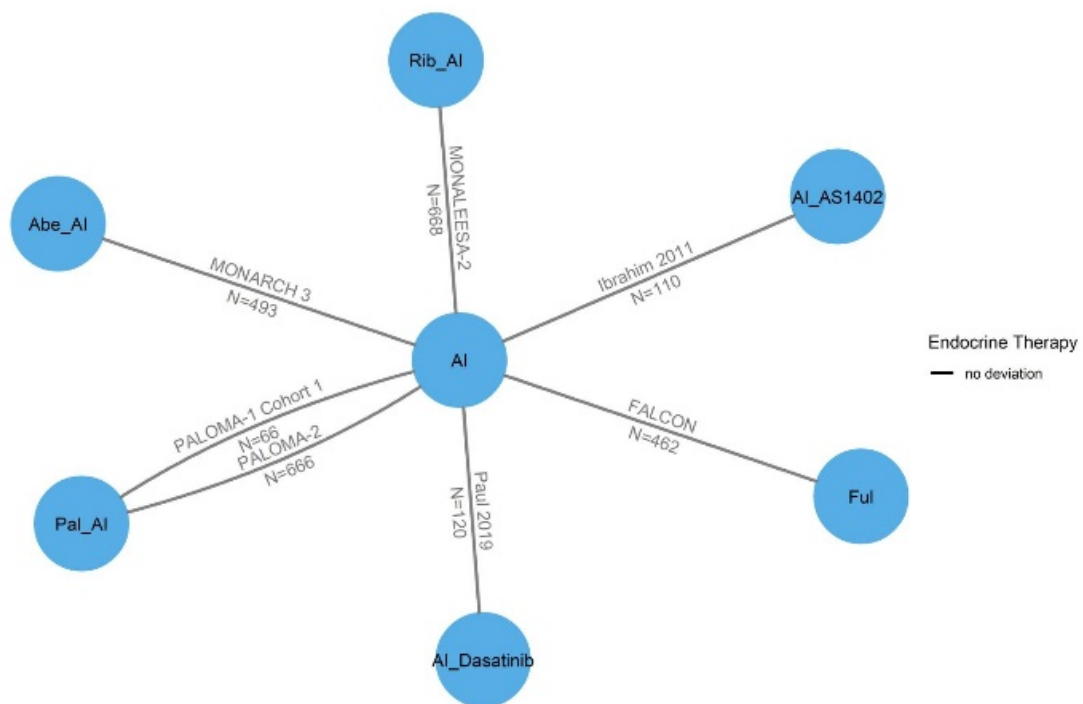 Rib_AI
MONALEESA-2
N=668
AI_AS1402
Abe_AI
Ibrahim 2011
N=110
MONARCH 3
N=493
AI
Endocrine Therapy
no deviation
PALOMA-1 Cohort 1
N=66
PALOMA-2
N=666
FALCON
N=462
Paul 2019
N=120
Pal_AI
Ful
AI_Dasatinib